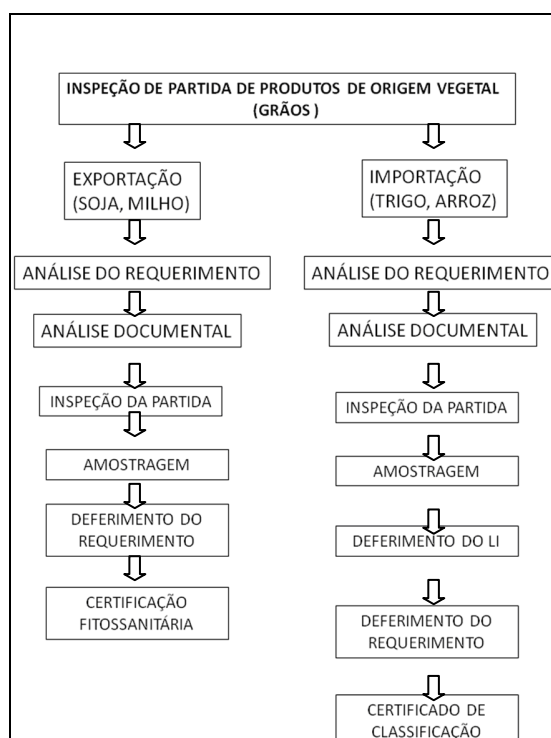 INSPEÇÃO DE PARTIDA DE PRODUTOS DE ORIGEM VEGETAL
(GRÃOS )
EXPORTAÇÃO
(SOJA, MILHO)
ANÁLISE DO REQUERIMENTO
ANÁLISE DOCUMENTAL
INSPEÇÃO DA PARTIDA
AMOSTRAGEM
DEFERIMENTO DO
REQUERIMENTO
CERTIFICAÇÃO
FITOSSANITÁRIA
IMPORTAÇÃO
(TRIGO, ARROZ)
ANÁLISE DO REQUERIMENTO
ANÁLISE DOCUMENTAL
INSPEÇÃO DA PARTIDA
AMOSTRAGEM
DEFERIMENTO DO LI
DEFERIMENTO DO
REQUERIMENTO
CERTIFICADO DE
CLASSIFICAÇÃO